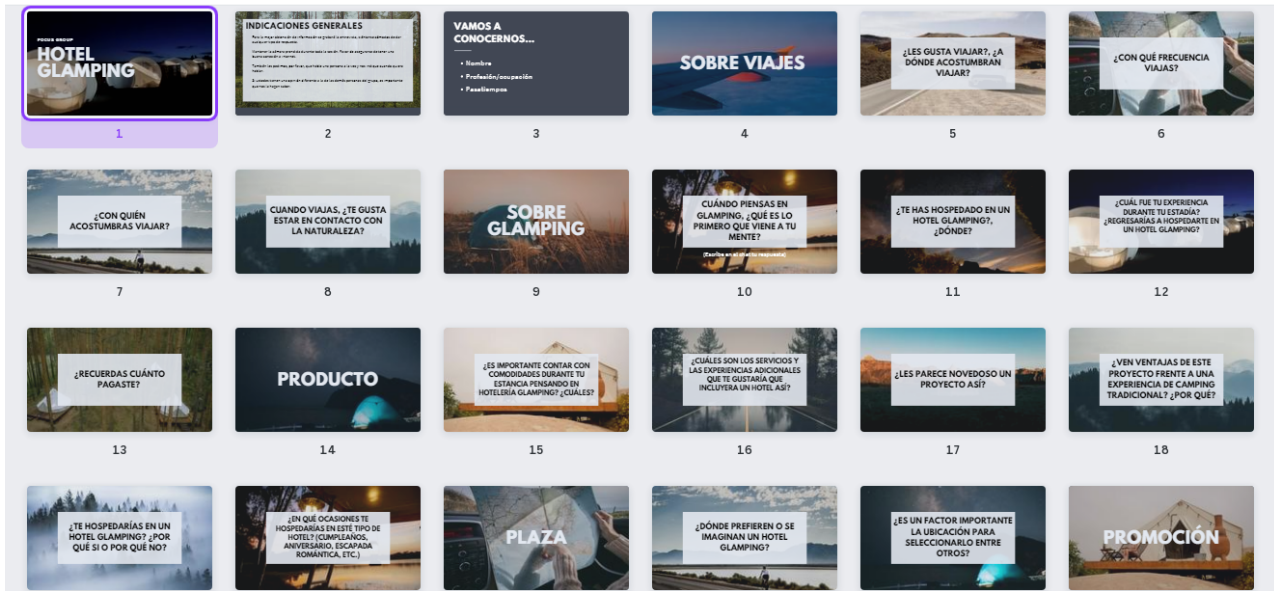 FOCUS GROUP
HOTEL
GLAMPING
1
INDICACIONES GENERALES
2
VAMOS A
CONOCERNOS...
• Nombre
• Profesión/ocupación
• Pasatiempos
3
SOBRE VIAJES
4
¿LES GUSTA VIAJAR?, ¿A
DÓNDE ACOSTUMBRAN
VIAJAR?
5
¿CON QUÉ FRECUENCIA
VIAJAS?
6
¿CON QUIÉN
ACOSTUMBRAS VIAJAR?
7
CUANDO VIAJAS, ¿TE GUSTA
ESTAR EN CONTACTO CON
LA NATURALEZA?
8
SOBRE
GLAMPING
9
CUÁNDO PIENSAS EN
GLAMPING, ¿QUÉ ES LO
PRIMERO QUE VIENE A TU
MENTE?
(Escribe en el chat tu respuesta)
10
¿TE HAS HOSPEDADO EN UN
HOTEL GLAMPING?,
¿DÓNDE?
11
¿CUÁL FUE TU EXPERIENCIA
DURANTE TU ESTADÍA?
¿REGRESARÍAS A HOSPEDARTE EN
UN HOTEL GLAMPING?
12
¿RECUERDAS CUÁNTO
PAGASTE?
13
PRODUCTO
14
¿ES IMPORTANTE CONTAR CON
COMODIDADES DURANTE TU
ESTANCIA PENSANDO EN
HOTELERÍA GLAMPING? ¿CUÁLES?
15
¿CUÁLES SON LOS SERVICIOS Y
LAS EXPERIENCIAS ADICIONALES
QUE TE GUSTARÍA QUE
INCLUYERA UN HOTEL ASÍ?
16
¿LES PARECE NOVEDOSO UN
PROYECTO ASÍ?
17
¿VEN VENTAJAS DE ESTE
PROYECTO FRENTE A UNA
EXPERIENCIA DE CAMPING
TRADICIONAL? ¿POR QUÉ?
18
¿TE HOSPEDARÍAS EN UN
HOTEL GLAMPING? ¿POR
QUÉ SI O POR QUÉ NO?
¿EN QUÉ OCASIONES TE
HOSPEDARÍAS EN ESTÉ TIPO DE
HOTEL? (CUMPLEAÑOS,
ANIVERSARIO, ESCAPADA
ROMÁNTICA, ETC.)
PLAZA
¿DÓNDE PREFIEREN O SE
IMAGINAN UN HOTEL
GLAMPING?
¿ES UN FACTOR IMPORTANTE
LA UBICACIÓN PARA
SELECCIONARLO ENTRE
OTROS?
PROMOCIÓN